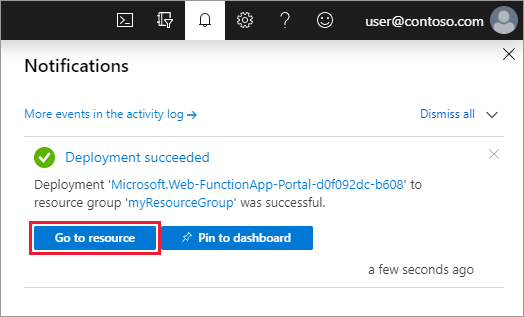 user@contoso.com
Notifications
More events in the activity log →
Dismiss all
Deployment succeeded
Deployment 'Microsoft.Web-FunctionApp-Portal-d0f092dc-b608' to
resource group 'myResourceGroup' was successful.
Go to resource
Pin to dashboard
a few seconds ago